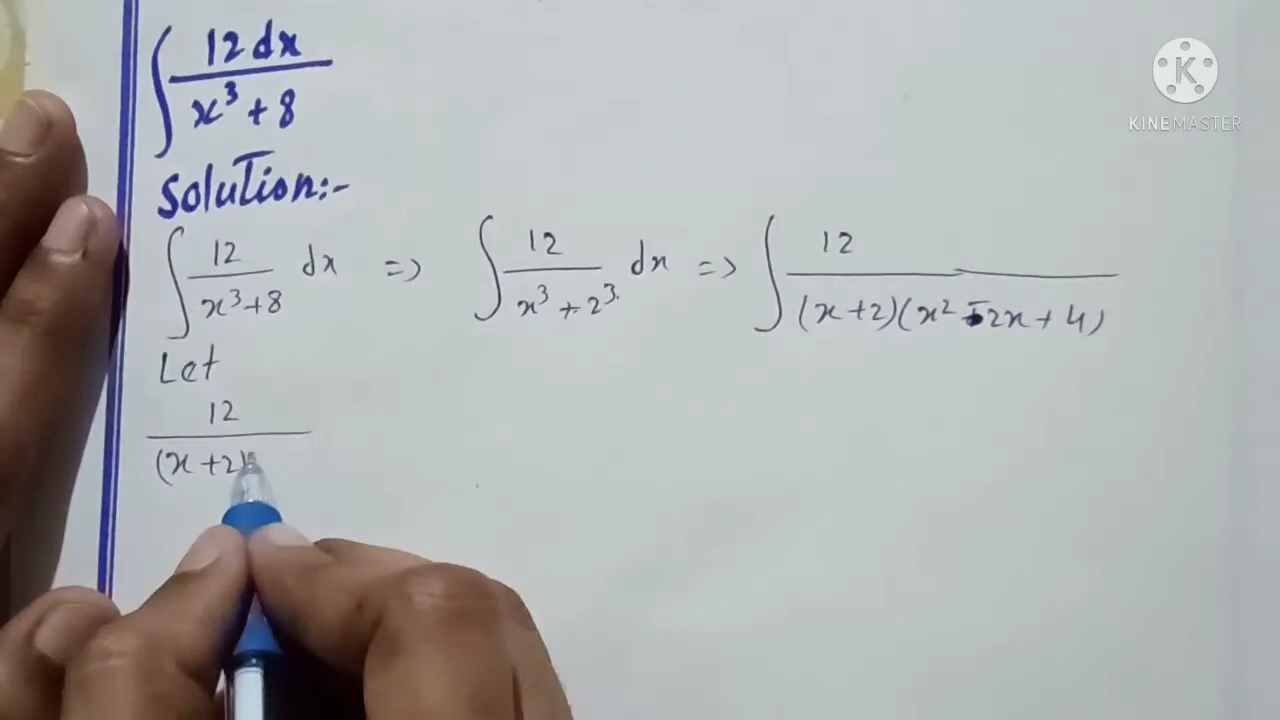 ∫ 12 dx / x³ + 8
Solution:-
∫ 12 / x³+8 dx => ∫ 12 / x³ + 2³ dx => ∫ 12 / (x+2)(x² - 2x + 4)
Let
12 / (x+2)
K
KINEMASTER